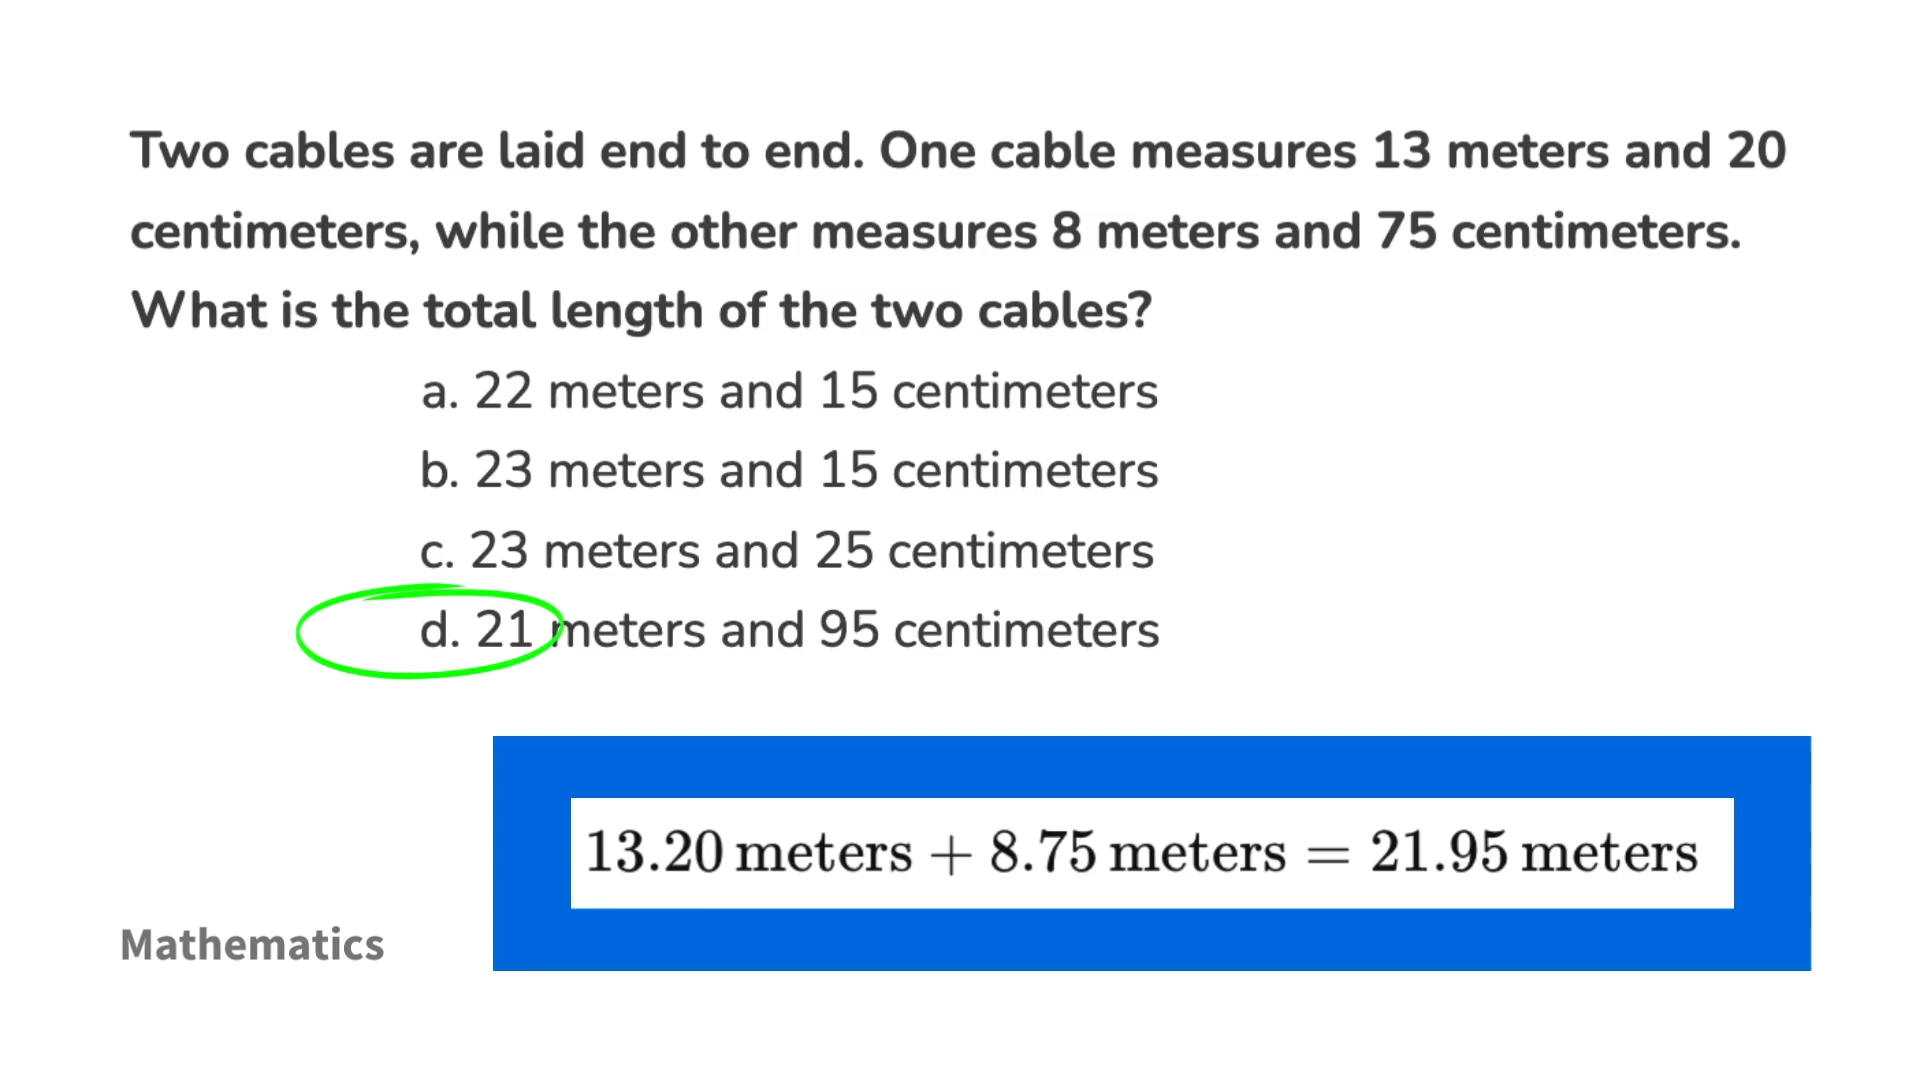 Two cables are laid end to end. One cable measures 13 meters and 20
centimeters, while the other measures 8 meters and 75 centimeters.
What is the total length of the two cables?
a. 22 meters and 15 centimeters
b. 23 meters and 15 centimeters
c. 23 meters and 25 centimeters
d. 21 meters and 95 centimeters
13.20 meters + 8.75 meters = 21.95 meters
Mathematics